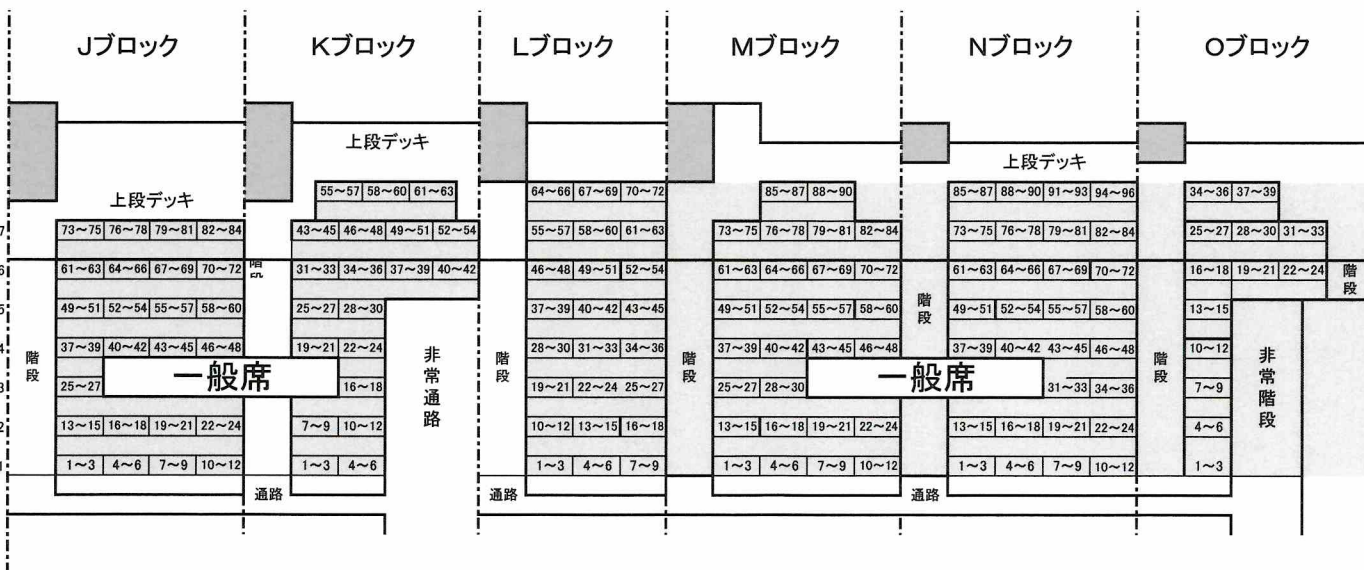 Jブロック Kブロック Lブロック Mブロック Nブロック Oブロック
上段デッキ
上段デッキ
上段デッキ
55～57 58～60 61～63 64～66 67～69 70～72 85～87 88～90 85～87 88～90 91～93 94～96 34～36 37～39
7 73～75 76～78 79～81 82～84 43～45 46～48 49～51 52～54 55～57 58～60 61～63 73～75 76～78 79～81 82～84 73～75 76～78 79～81 82～84 25～27 28～30 31～33
6 61～63 64～66 67～69 70～72 階段 31～33 34～36 37～39 40～42 46～48 49～51 52～54 61～63 64～66 67～69 70～72 61～63 64～66 67～69 70～72 16～18 19～21 22～24 階段
5 49～51 52～54 55～57 58～60 25～27 28～30 37～39 40～42 43～45 49～51 52～54 55～57 58～60 階段 49～51 52～54 55～57 58～60 13～15
4 37～39 40～42 43～45 46～48 19～21 22～24 28～30 31～33 34～36 37～39 40～42 43～45 46～48 37～39 40～42 43～45 46～48 10～12
階段 非常通路 階段 階段 階段 非常階段
3 25～27 一般席 16～18 19～21 22～24 25～27 25～27 28～30 一般席 31～33 34～36 7～9
2 13～15 16～18 19～21 22～24 7～9 10～12 10～12 13～15 16～18 13～15 16～18 19～21 22～24 13～15 16～18 19～21 22～24 4～6
1 1～3 4～6 7～9 10～12 1～3 4～6 1～3 4～6 7～9 1～3 4～6 7～9 10～12 1～3 4～6 7～9 10～12 1～3
通路 通路 通路